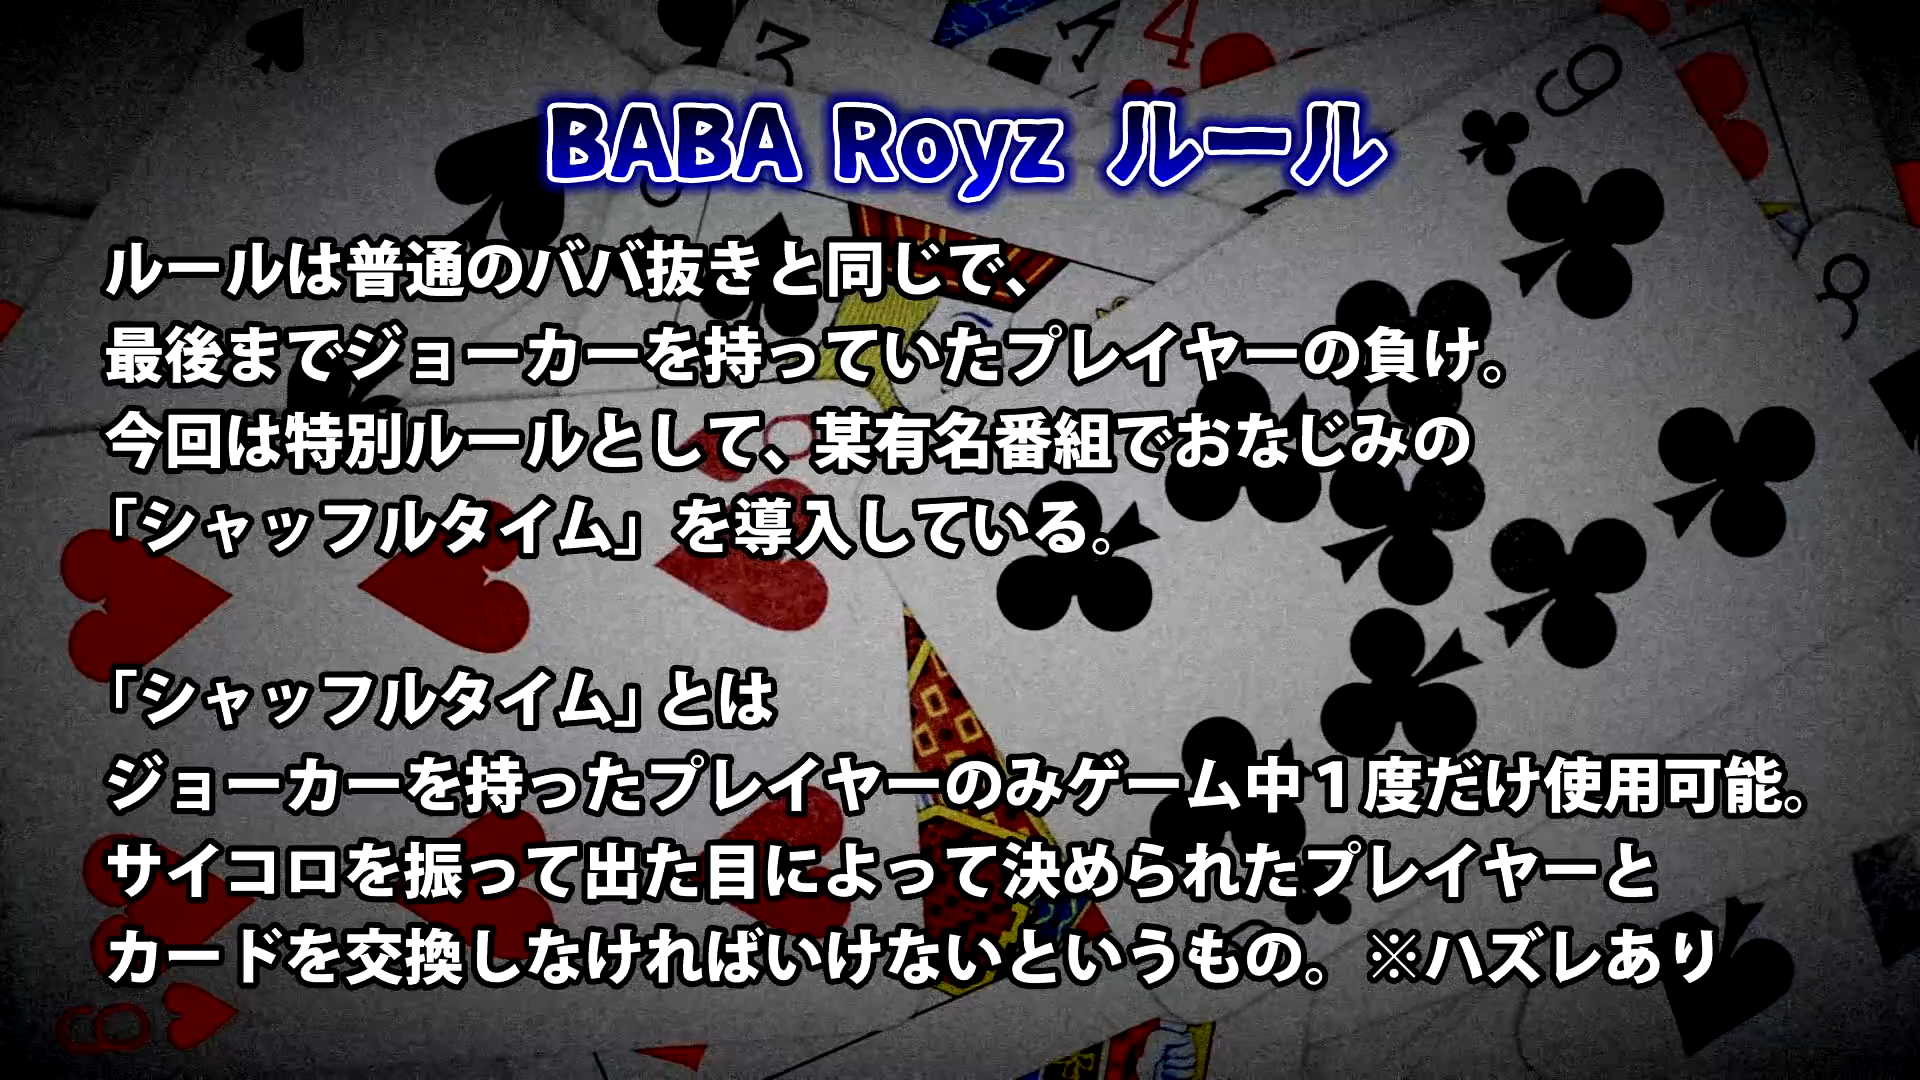 BABA Royz ルール
ルールは普通のババ抜きと同じで、
最後までジョーカーを持っていたプレイヤーの負け。
今回は特別ルールとして、某有名番組でおなじみの
「シャッフルタイム」を導入している。
「シャッフルタイム」とは
ジョーカーを持ったプレイヤーのみゲーム中１度だけ使用可能。
サイコロを振って出た目によって決められたプレイヤーと
カードを交換しなければいけないというもの。※ハズレあり